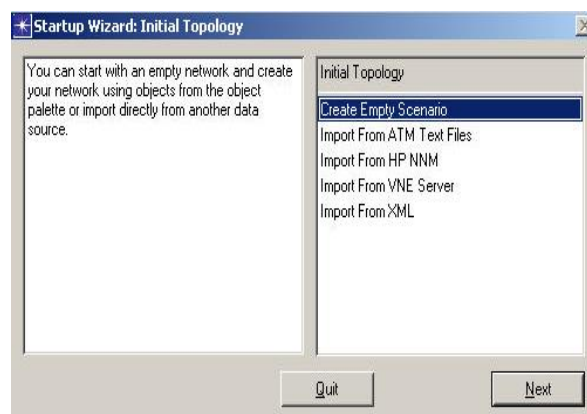 Startup Wizard: Initial Topology
You can start with an empty network and create
your network using objects from the object
palette or import directly from another data
source.
Initial Topology
Create Empty Scenario
Import From ATM Text Files
Import From HP NNM
Import From VNE Server
Import From XML
Quit
Next